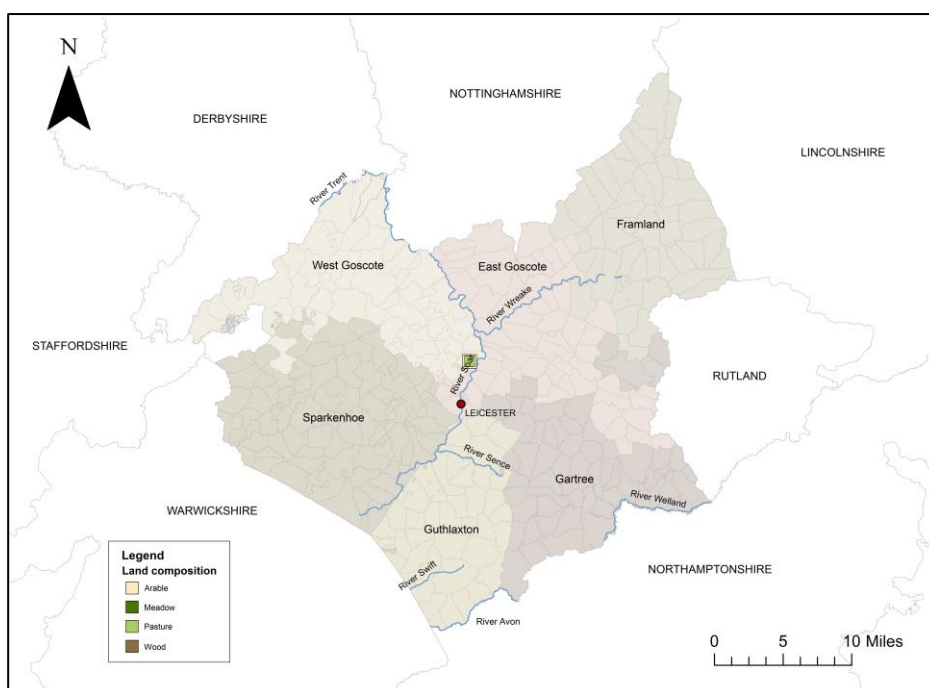 N
NOTTINGHAMSHIRE
DERBYSHIRE
LINCOLNSHIRE
River Trent
Framland
West Goscote
East Goscote
River Wreake
STAFFORDSHIRE
RUTLAND
River Soar
Sparkenhoe
LEICESTER
River Sence
Gartree
River Welland
WARWICKSHIRE
Guthlaxton
Legend
Land composition
Arable
Meadow
Pasture
Wood
River Swift
NORTHAMPTONSHIRE
River Avon
0 5 10 Miles